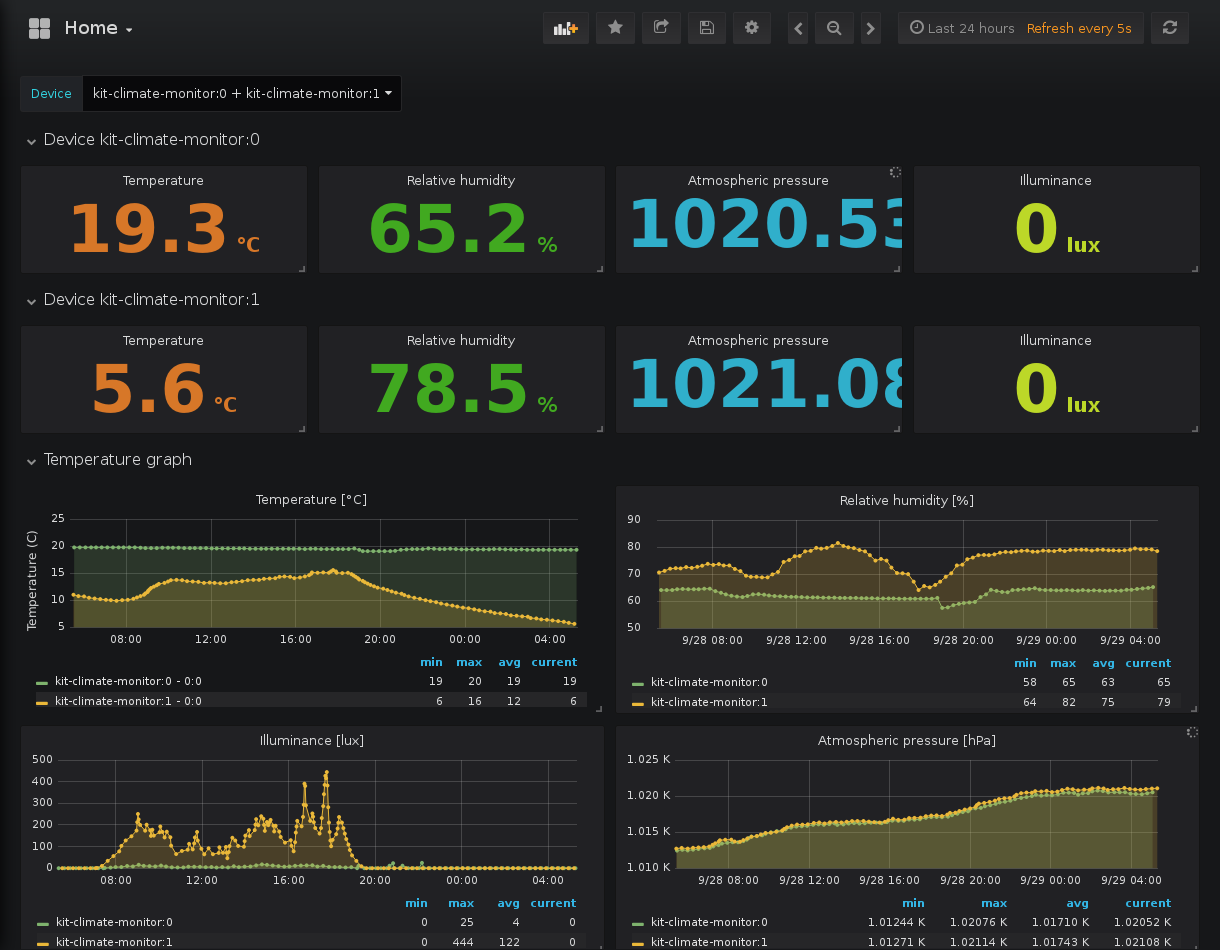 Home
Last 24 hours Refresh every 5s
Device kit-climate-monitor:0 + kit-climate-monitor:1
Device kit-climate-monitor:0
Temperature Relative humidity Atmospheric pressure Illuminance
19.3 °C 65.2 % 1020.53 0 lux
Device kit-climate-monitor:1
Temperature Relative humidity Atmospheric pressure Illuminance
5.6 °C 78.5 % 1021.08 0 lux
Temperature graph
Temperature [°C]
Temperature (C)
25
20
15
10
5
08:00 12:00 16:00 20:00 00:00 04:00
min max avg current
kit-climate-monitor:0 - 0:0 19 20 19 19
kit-climate-monitor:1 - 0:0 6 16 12 6
Relative humidity [%]
90
80
70
60
50
9/28 08:00 9/28 12:00 9/28 16:00 9/28 20:00 9/29 00:00 9/29 04:00
min max avg current
kit-climate-monitor:0 58 65 63 65
kit-climate-monitor:1 64 82 75 79
Illuminance [lux]
500
400
300
200
100
0
08:00 12:00 16:00 20:00 00:00 04:00
min max avg current
kit-climate-monitor:0 0 25 4 0
kit-climate-monitor:1 0 444 122 0
Atmospheric pressure [hPa]
1.025 K
1.020 K
1.015 K
1.010 K
9/28 08:00 9/28 12:00 9/28 16:00 9/28 20:00 9/29 00:00 9/29 04:00
min max avg current
kit-climate-monitor:0 1.01244 K 1.02076 K 1.01710 K 1.02052 K
kit-climate-monitor:1 1.01271 K 1.02114 K 1.01743 K 1.02108 K